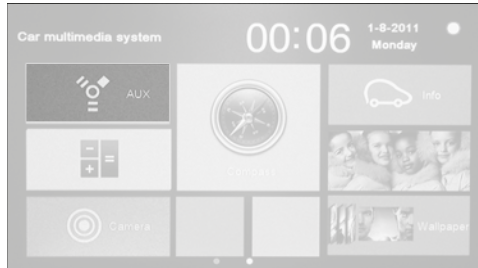 Car multimedia system
00:06
1-8-2011
Monday
AUX
Info
Compass
Camera
Wallpaper